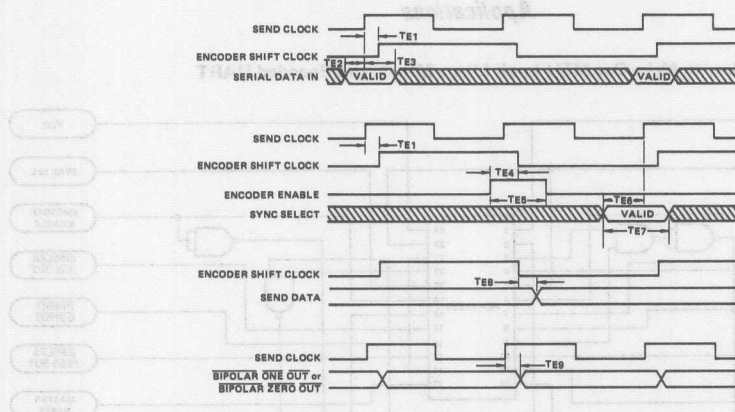 SEND CLOCK
TE1
ENCODER SHIFT CLOCK
TE2
TE3
SERIAL DATA IN
VALID
VALID
SEND CLOCK
TE1
ENCODER SHIFT CLOCK
TE4
ENCODER ENABLE
TE5
TE6
SYNC SELECT
VALID
TE7
ENCODER SHIFT CLOCK
TE8
SEND DATA
SEND CLOCK
TE9
BIPOLAR ONE OUT or
BIPOLAR ZERO OUT